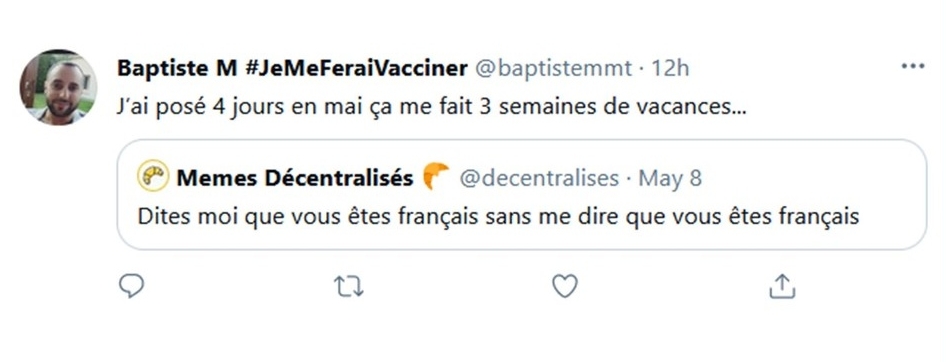 Baptiste M #JeMeFeraiVacciner @baptistemmt · 12h
J'ai posé 4 jours en mai ça me fait 3 semaines de vacances...
Memes Décentralisés 🥐 @decentralises · May 8
Dites moi que vous êtes français sans me dire que vous êtes français